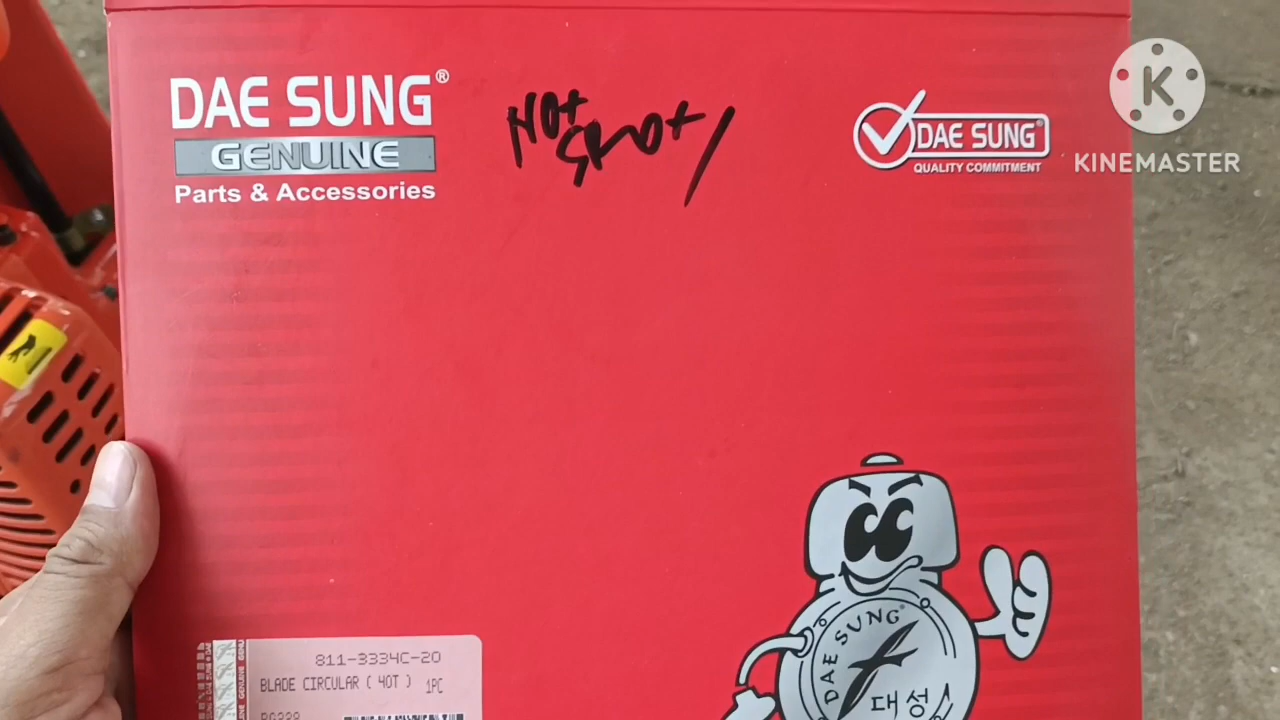 DAE SUNG®
GENUINE
Parts & Accessories
HOT
SHOT/
DAE SUNG
QUALITY COMMITMENT
K
KINEMASTER
DAE SUNG
대성
811-3334C-20
BLADE CIRCULAR ( 40T ) 1PC
GENUINE